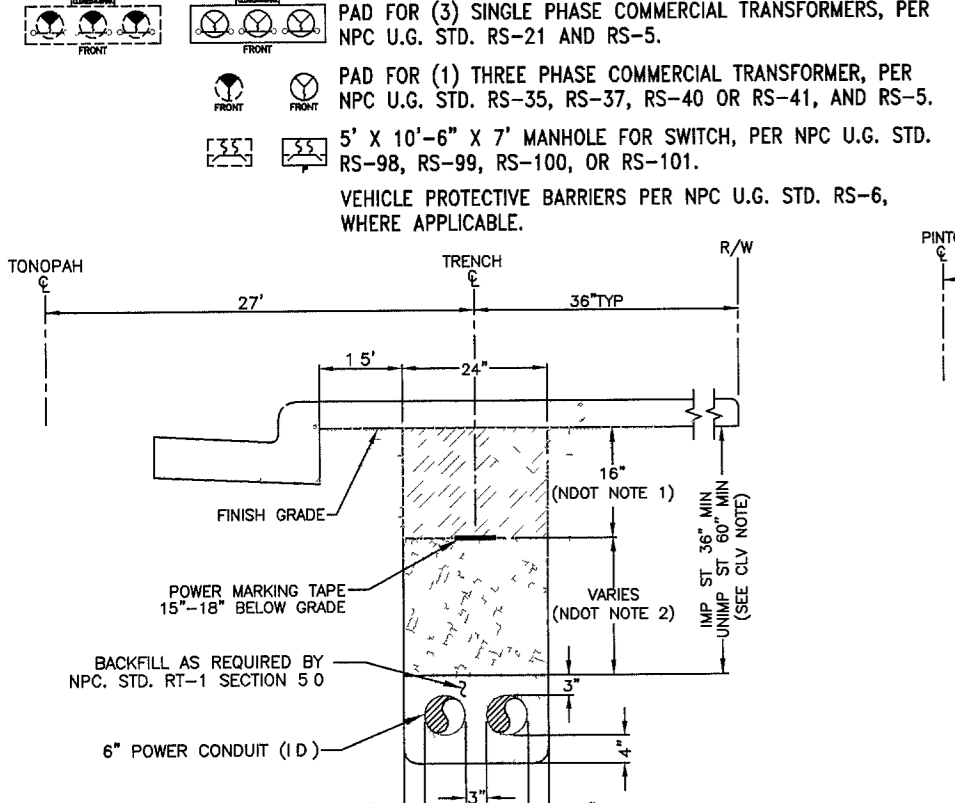 PAD FOR (3) SINGLE PHASE COMMERCIAL TRANSFORMERS, PER
NPC U.G. STD. RS-21 AND RS-5.
FRONT
FRONT
PAD FOR (1) THREE PHASE COMMERCIAL TRANSFORMER, PER
NPC U.G. STD. RS-35, RS-37, RS-40 OR RS-41, AND RS-5.
FRONT
FRONT
5' X 10'-6" X 7' MANHOLE FOR SWITCH, PER NPC U.G. STD.
RS-98, RS-99, RS-100, OR RS-101.
VEHICLE PROTECTIVE BARRIERS PER NPC U.G. STD. RS-6,
WHERE APPLICABLE.
TONOPAH
℄
TRENCH
℄
R/W
PINT
℄
27'
36"TYP
1 5'
24"
FINISH GRADE
16"
(NDOT NOTE 1)
POWER MARKING TAPE
15"-18" BELOW GRADE
VARIES
(NDOT NOTE 2)
IMP ST 36" MIN
UNIMP ST 60" MIN
(SEE CLV NOTE)
BACKFILL AS REQUIRED BY
NPC. STD. RT-1 SECTION 5 0
3"
6" POWER CONDUIT (I D)
4"
3"